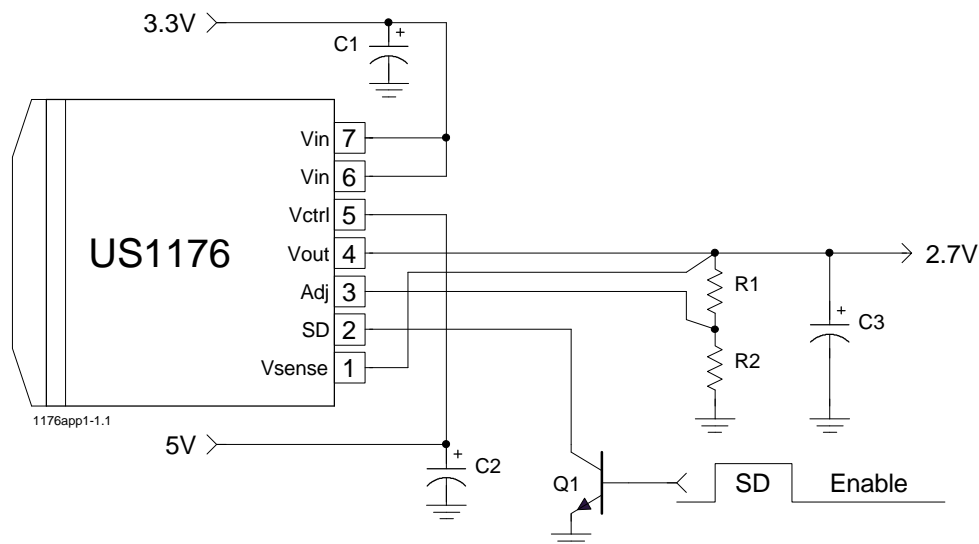 3.3V
C1
+
Vin 7
Vin 6
Vctrl 5
US1176
Vout 4
2.7V
R1
Adj 3
+
C3
SD 2
R2
Vsense 1
1176app1-1.1
5V
+
C2
Q1
SD Enable